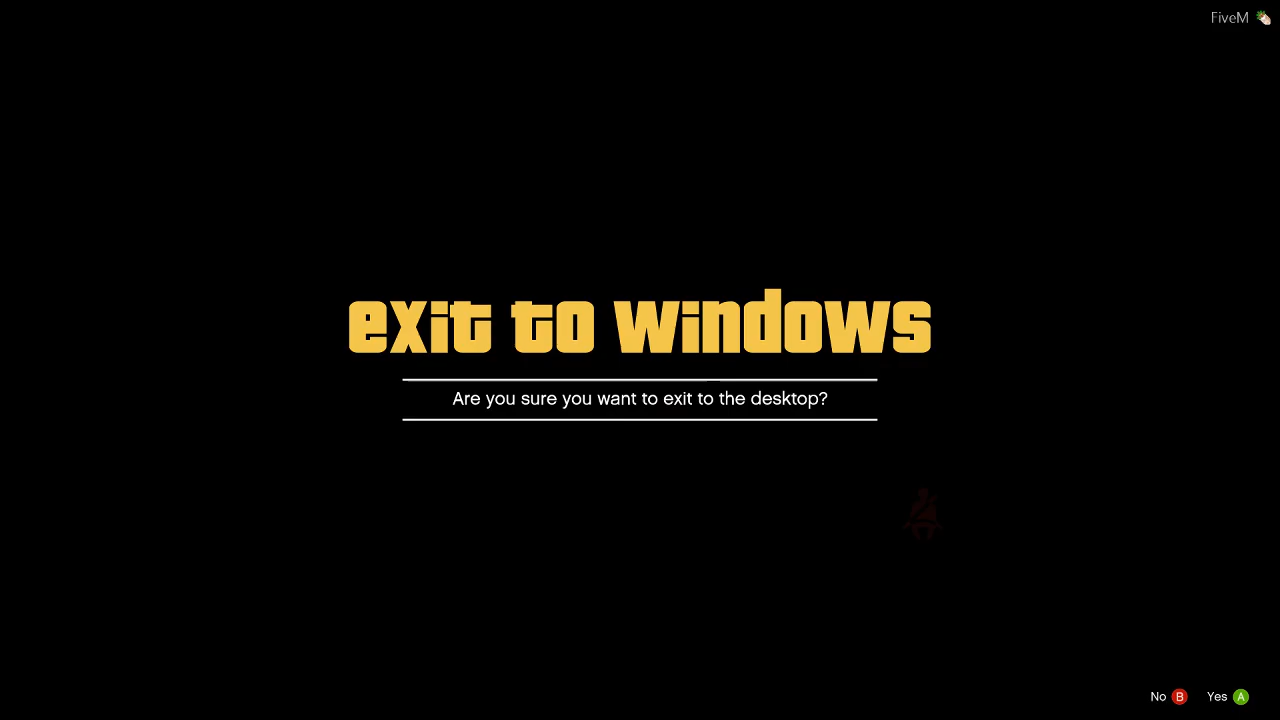 FiveM
exit to windows
Are you sure you want to exit to the desktop?
No B Yes A